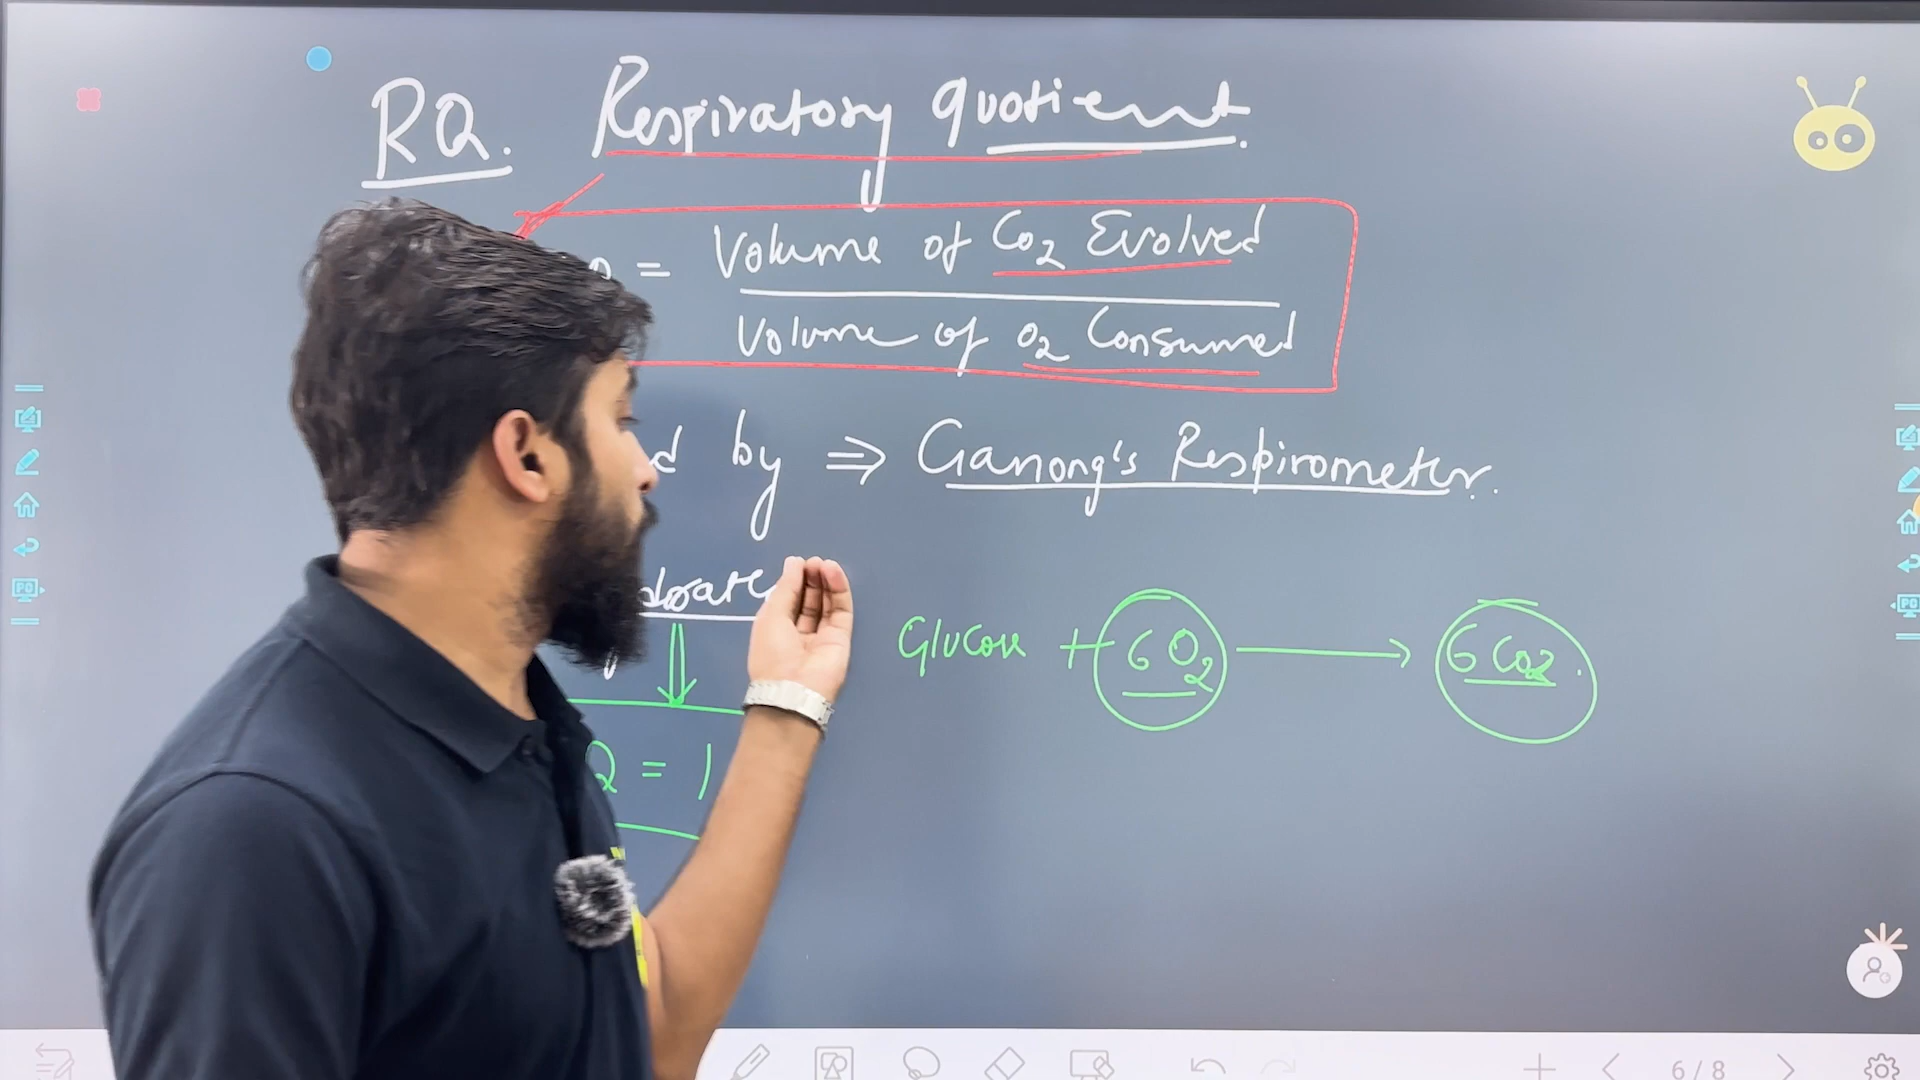 RQ. Respiratory quotient.
= Volume of Co2 Evolved
Volume of O2 Consumed
by ⇒ Ganong's Respirometer.
Glucose + 6 O2 → 6 Co2.
Q = 1
6/8